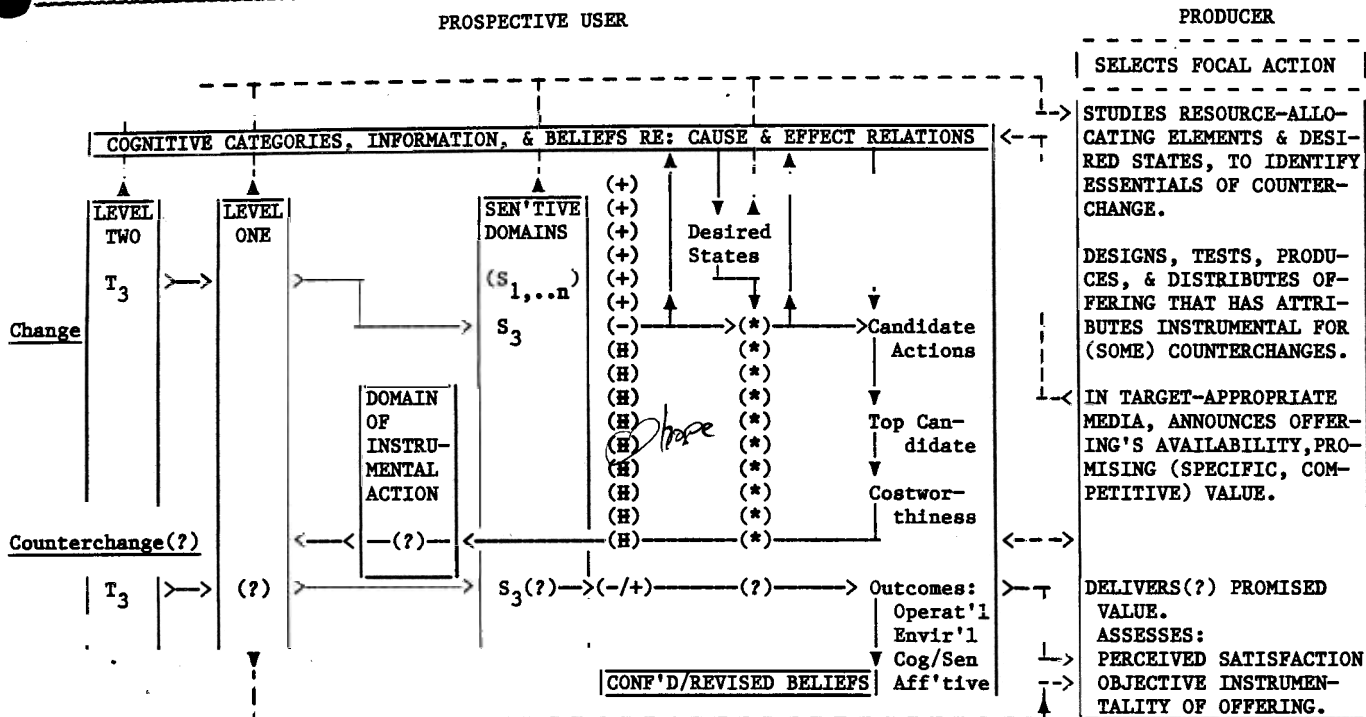 PROSPECTIVE USER
PRODUCER
SELECTS FOCAL ACTION
COGNITIVE CATEGORIES, INFORMATION, & BELIEFS RE: CAUSE & EFFECT RELATIONS
STUDIES RESOURCE-ALLO-
CATING ELEMENTS & DESI-
RED STATES, TO IDENTIFY
ESSENTIALS OF COUNTER-
CHANGE.
DESIGNS, TESTS, PRODU-
CES, & DISTRIBUTES OF-
FERING THAT HAS ATTRI-
BUTES INSTRUMENTAL FOR
(SOME) COUNTERCHANGES.
IN TARGET-APPROPRIATE
MEDIA, ANNOUNCES OFFER-
ING'S AVAILABILITY,PRO-
MISING (SPECIFIC, COM-
PETITIVE) VALUE.
DELIVERS(?) PROMISED
VALUE.
ASSESSES:
PERCEIVED SATISFACTION
OBJECTIVE INSTRUMEN-
TALITY OF OFFERING.
LEVEL
TWO
T3
LEVEL
ONE
SEN'TIVE
DOMAINS
(S1,..n)
S3
(+)
(+)
(+)
(+)
(+)
(+)
(-)
(H)
(H)
(H)
(H)
(H)
(H)
(H)
(H)
(H)
hope
Desired
States
(*)
(*)
(*)
(*)
(*)
(*)
(*)
(*)
(*)
(*)
Candidate
Actions
Top Can-
didate
Costwor-
thiness
Change
DOMAIN
OF
INSTRU-
MENTAL
ACTION
Counterchange(?)
(?)
T3
(?)
S3(?)
(-/+)
(?)
Outcomes:
Operat'l
Envir'l
Cog/Sen
Aff'tive
CONF'D/REVISED BELIEFS